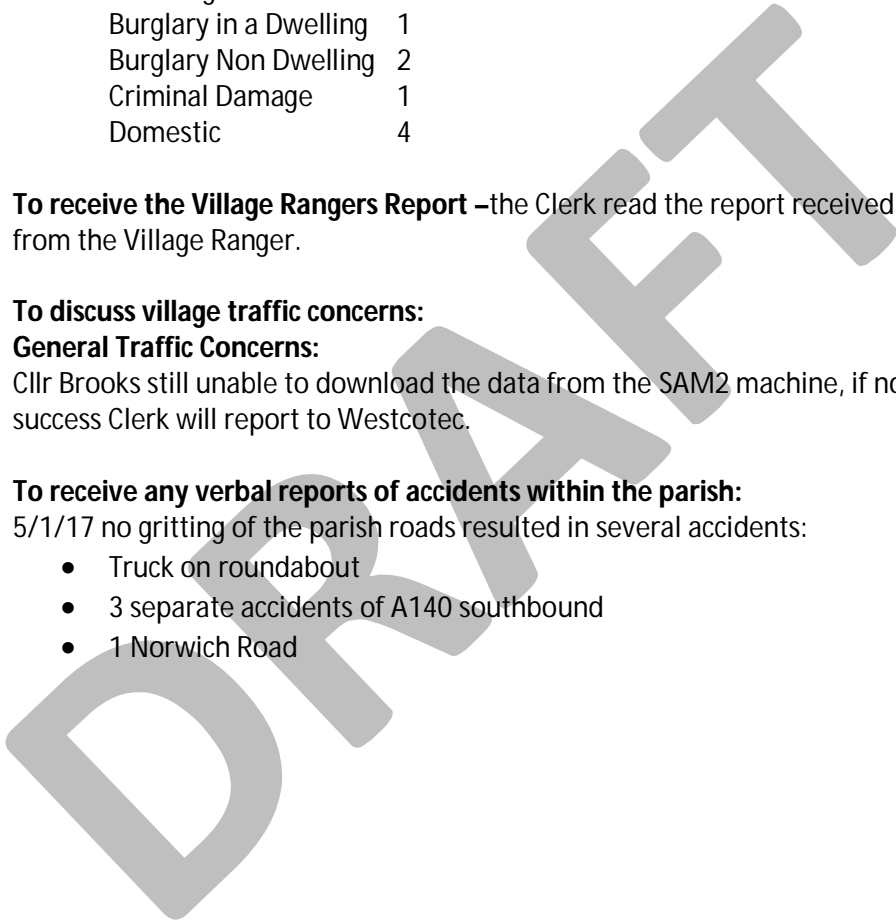 Burglary in a Dwelling 1
Burglary Non Dwelling 2
Criminal Damage 1
Domestic 4
To receive the Village Rangers Report –the Clerk read the report received
from the Village Ranger.
To discuss village traffic concerns:
General Traffic Concerns:
Cllr Brooks still unable to download the data from the SAM2 machine, if no
success Clerk will report to Westcotec.
To receive any verbal reports of accidents within the parish:
5/1/17 no gritting of the parish roads resulted in several accidents:
• Truck on roundabout
• 3 separate accidents of A140 southbound
• 1 Norwich Road
DRAFT